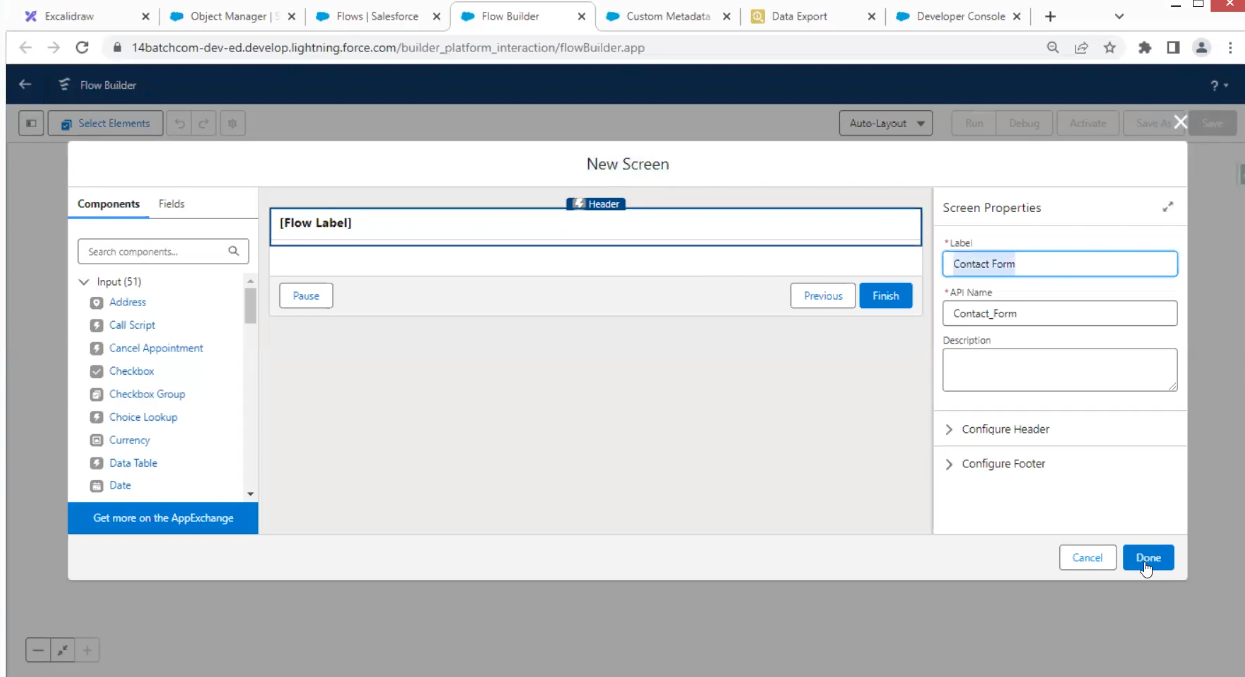 Excalidraw
Object Manager | S
Flows | Salesforce
Flow Builder
Custom Metadata
Data Export
Developer Console
14batchcom-dev-ed.develop.lightning.force.com/builder_platform_interaction/flowBuilder.app
Flow Builder
?
Select Elements
Auto-Layout
Run
Debug
Activate
Save As
Save
New Screen
Components
Fields
Search components...
Input (51)
Address
Call Script
Cancel Appointment
Checkbox
Checkbox Group
Choice Lookup
Currency
Data Table
Date
Get more on the AppExchange
Header
[Flow Label]
Pause
Previous
Finish
Screen Properties
*Label
Contact Form
*API Name
Contact_Form
Description
Configure Header
Configure Footer
Cancel
Done